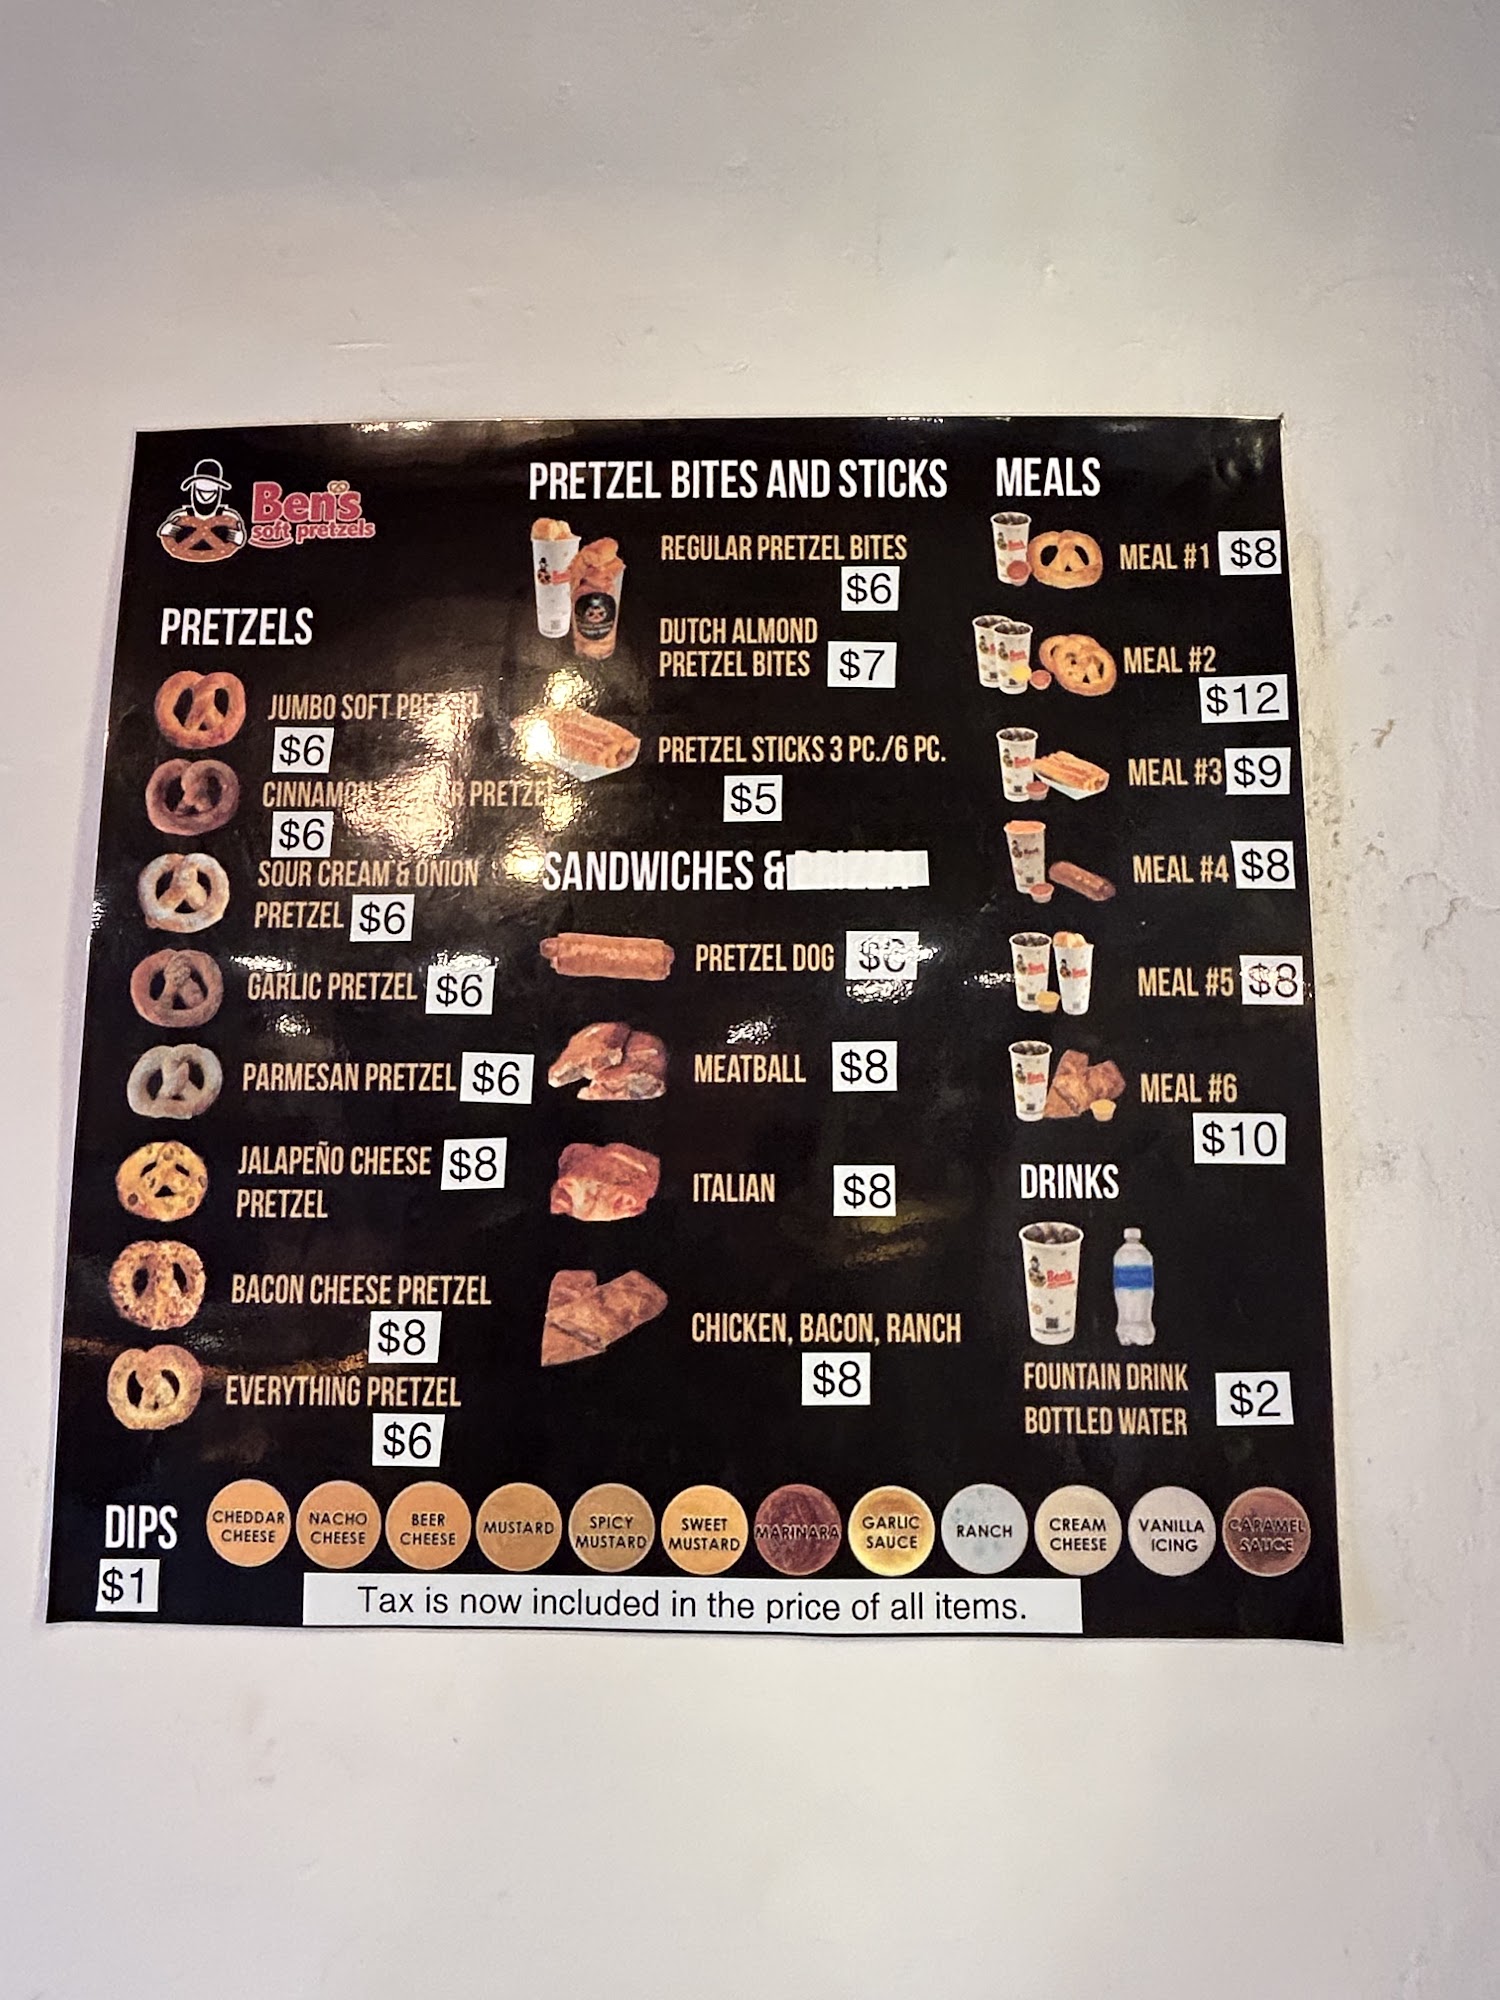 Ben's
soft pretzels
PRETZELS
JUMBO SOFT
$6
$6
SOUR CREAM & ONION
PRETZEL $6
GARLIC PRETZEL $6
PARMESAN PRETZEL $6
JALAPEÑO CHEESE $8
PRETZEL
BACON CHEESE PRETZEL
$8
EVERYTHING PRETZEL
$6
PRETZEL BITES AND STICKS
REGULAR PRETZEL BITES
$6
DUTCH ALMOND
PRETZEL BITES $7
PRETZEL STICKS 3 PC./6 PC.
$5
SANDWICHES &
PRETZEL DOG
MEATBALL $8
ITALIAN $8
CHICKEN, BACON, RANCH
$8
MEALS
MEAL #1 $8
MEAL #2
$12
MEAL #3 $9
MEAL #4 $8
MEAL #5 $8
MEAL #6
$10
DRINKS
Ben's
FOUNTAIN DRINK
BOTTLED WATER $2
DIPS
$1
CHEDDAR
CHEESE
NACHO
CHEESE
BEER
CHEESE
MUSTARD
SPICY
MUSTARD
SWEET
MUSTARD
MARINARA
GARLIC
SAUCE
RANCH
CREAM
CHEESE
VANILLA
ICING
CARAMEL
SAUCE
Tax is now included in the price of all items.